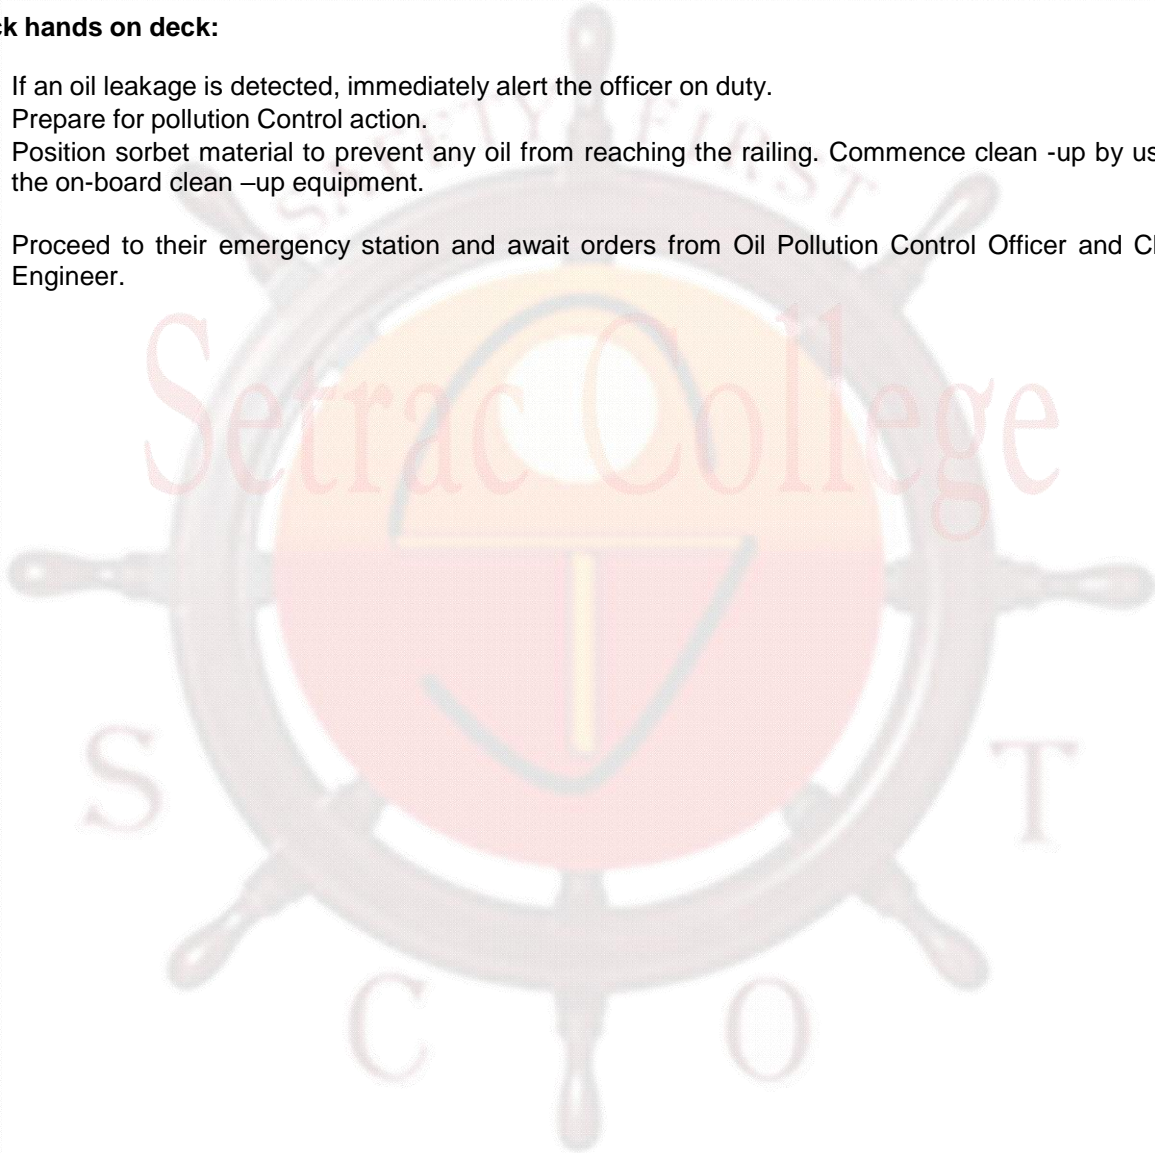 ck hands on deck:
If an oil leakage is detected, immediately alert the officer on duty.
Prepare for pollution Control action.
Position sorbet material to prevent any oil from reaching the railing. Commence clean -up by us
the on-board clean –up equipment.
Proceed to their emergency station and await orders from Oil Pollution Control Officer and C
Engineer.
SAFETY FIRST
Setrac College
S
T
C
O